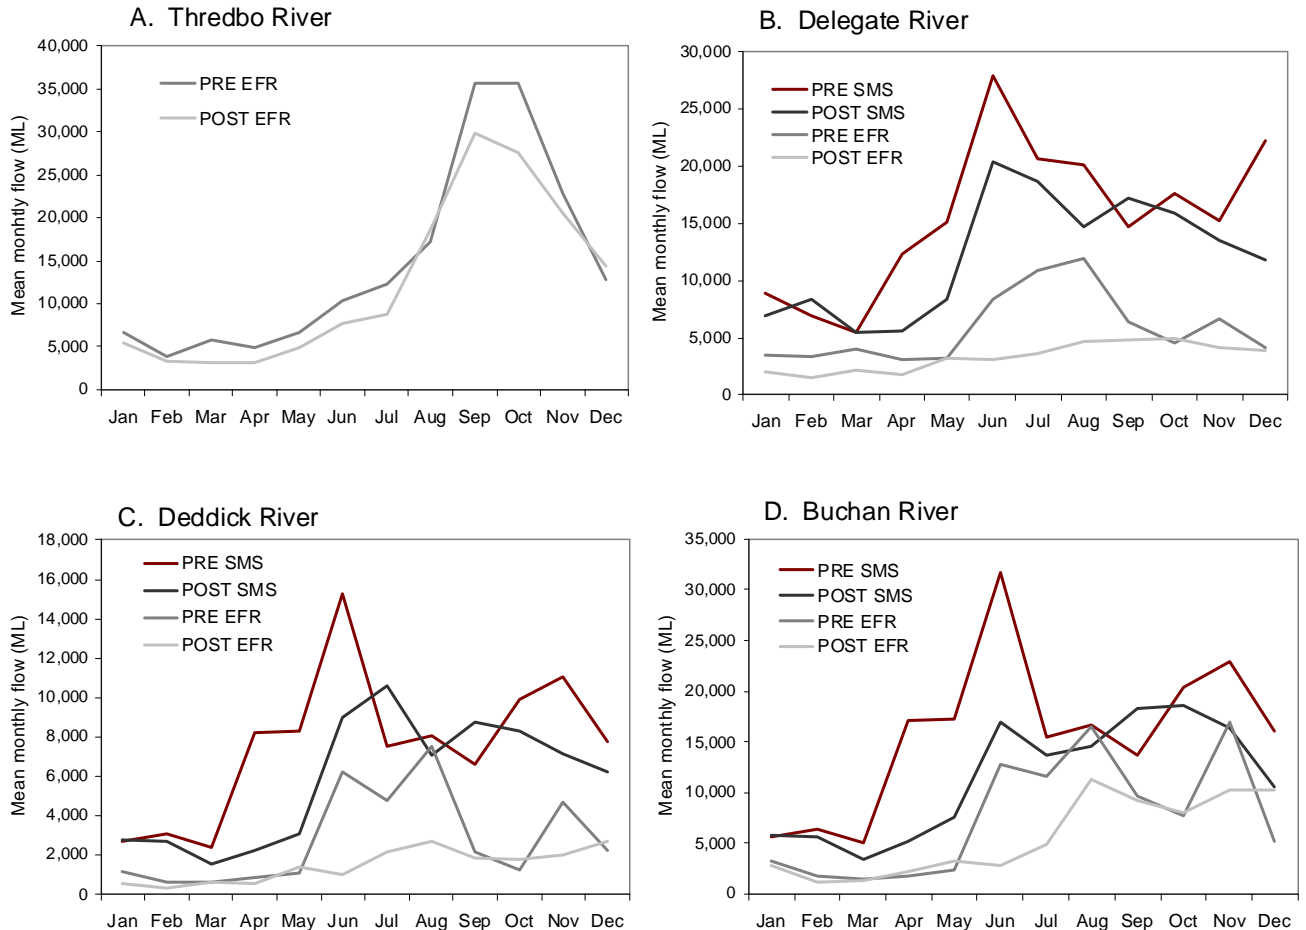 A. Thredbo River
Mean monthly flow (ML)
40,000
35,000
30,000
25,000
20,000
15,000
10,000
5,000
0
PRE EFR
POST EFR
Jan Feb Mar Apr May Jun Jul Aug Sep Oct Nov Dec
B. Delegate River
Mean monthly flow (ML)
30,000
25,000
20,000
15,000
10,000
5,000
0
PRE SMS
POST SMS
PRE EFR
POST EFR
Jan Feb Mar Apr May Jun Jul Aug Sep Oct Nov Dec
C. Deddick River
Mean monthly flow (ML)
18,000
16,000
14,000
12,000
10,000
8,000
6,000
4,000
2,000
0
PRE SMS
POST SMS
PRE EFR
POST EFR
Jan Feb Mar Apr May Jun Jul Aug Sep Oct Nov Dec
D. Buchan River
Mean monthly flow (ML)
35,000
30,000
25,000
20,000
15,000
10,000
5,000
0
PRE SMS
POST SMS
PRE EFR
POST EFR
Jan Feb Mar Apr May Jun Jul Aug Sep Oct Nov Dec